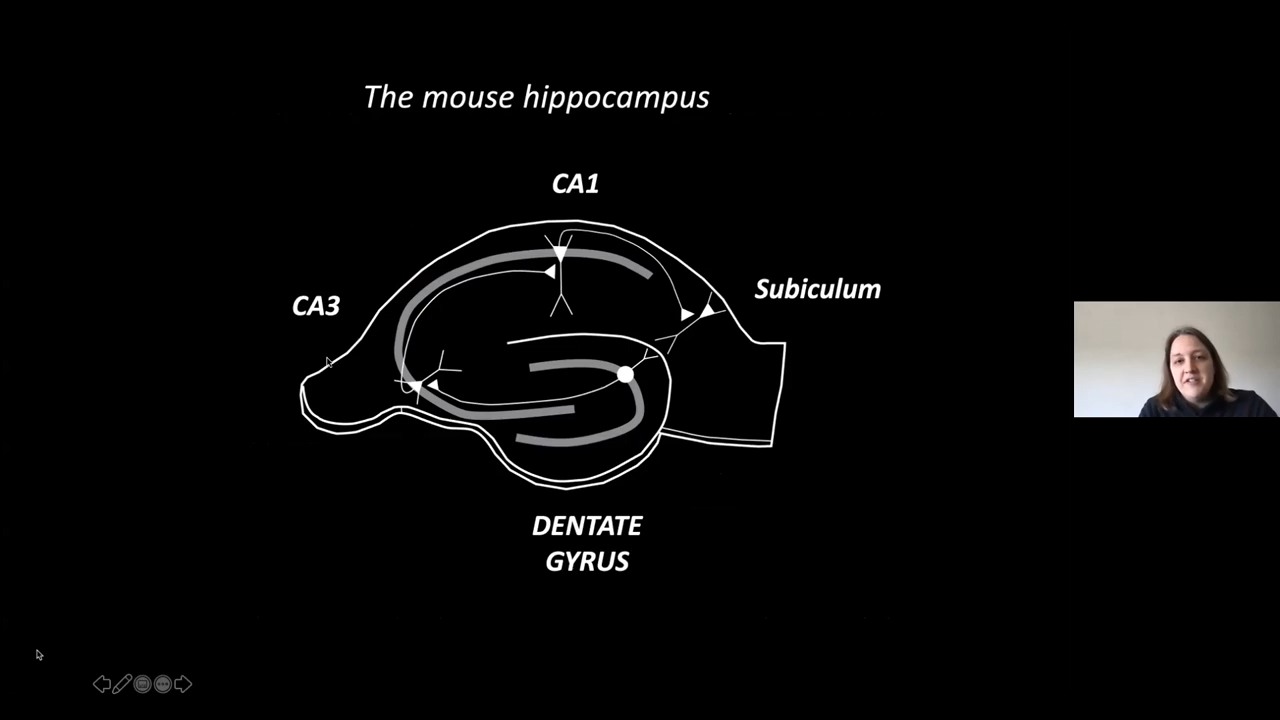 The mouse hippocampus
CA1
Subiculum
CA3
DENTATE
GYRUS